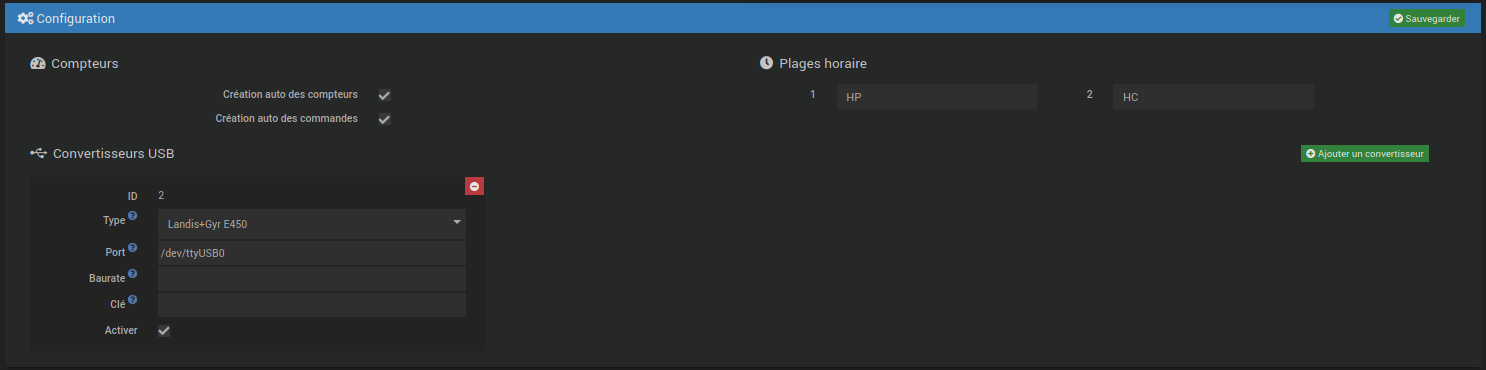 Configuration
Sauvegarder
Compteurs
Création auto des compteurs
Création auto des commandes
Plages horaire
1 HP 2 HC
Convertisseurs USB
Ajouter un convertisseur
ID 2
Type ? Landis+Gyr E450
Port ? /dev/ttyUSB0
Baurate ?
Clé ?
Activer